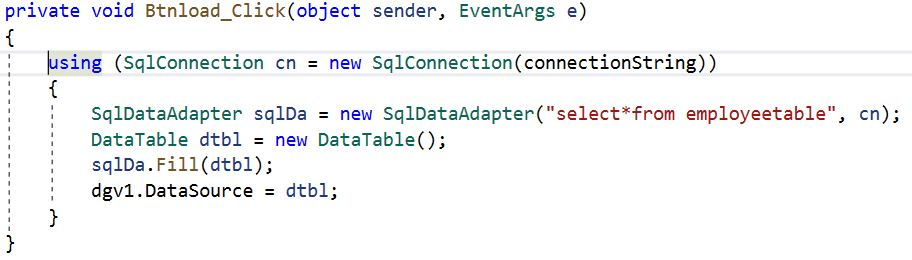 private void Btnload_Click(object sender, EventArgs e)
{
using (SqlConnection cn = new SqlConnection(connectionString))
{
SqlDataAdapter sqlDa = new SqlDataAdapter("select*from employeetable", cn);
DataTable dtbl = new DataTable();
sqlDa.Fill(dtbl);
dgv1.DataSource = dtbl;
}
}